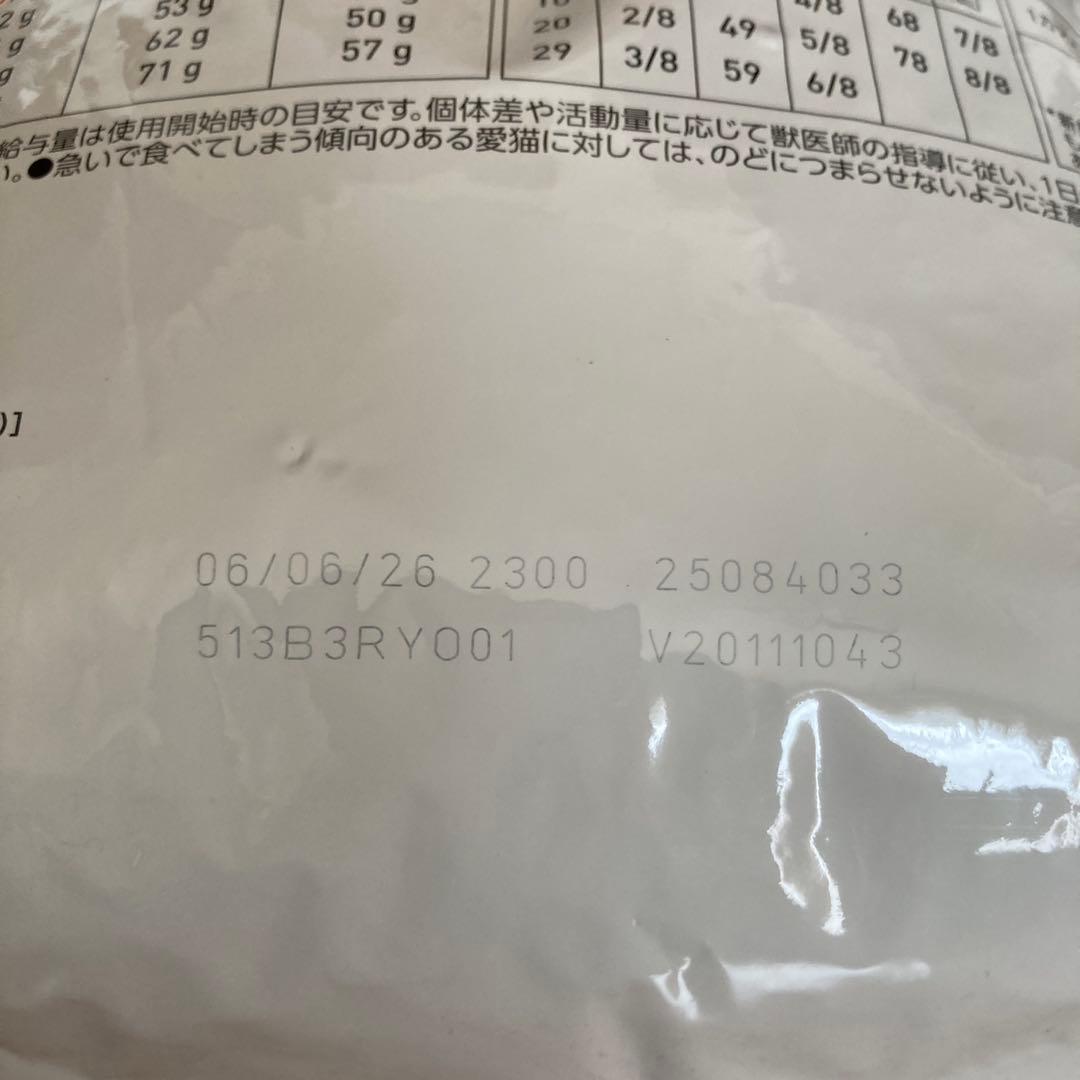 2 g 53 g 50 g 20 2/8 49 4/8 68 7/8
g 62 g 57 g 29 3/8 59 5/8 78 8/8
g 71 g 6/8
給与量は使用開始時の目安です。個体差や活動量に応じて獣医師の指導に従い、1日
い。●急いで食べてしまう傾向のある愛猫に対しては、のどにつまらせないように注意
)]
06/06/26 2300 25084033
513B3RY001 V20111043